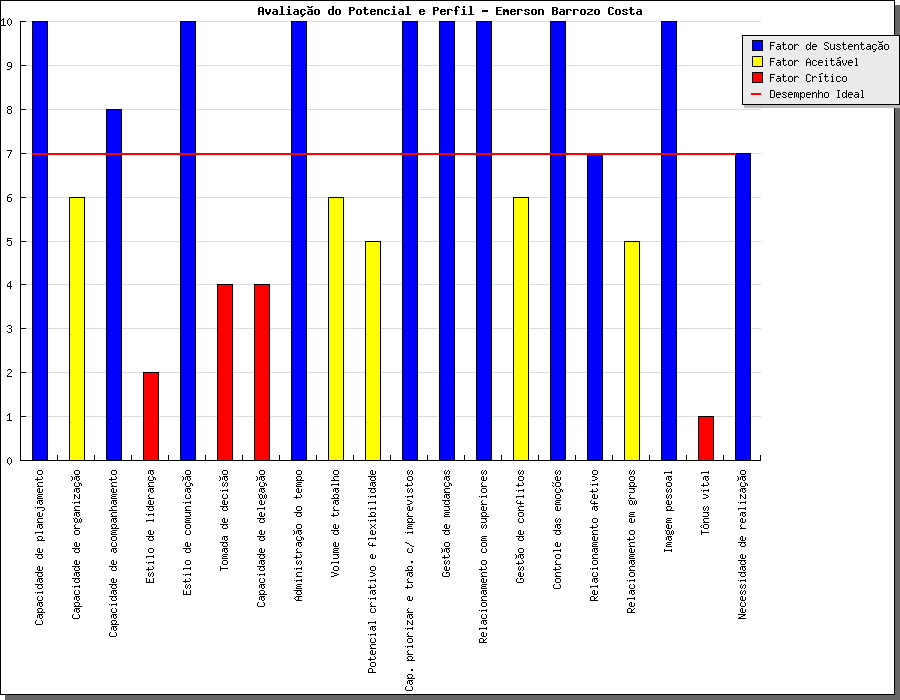 Avaliação do Potencial e Perfil - Emerson Barrozo Costa
Fator de Sustentação
Fator Aceitável
Fator Crítico
Desempenho Ideal
10
9
8
7
6
5
4
3
2
1
0
Capacidade de planejamento
Capacidade de organização
Capacidade de acompanhamento
Estilo de liderança
Estilo de comunicação
Tomada de decisão
Capacidade de delegação
Administração do tempo
Volume de trabalho
Potencial criativo e flexibilidade
Cap. priorizar e trab. c/ imprevistos
Gestão de mudanças
Relacionamento com superiores
Gestão de conflitos
Controle das emoções
Relacionamento afetivo
Relacionamento em grupos
Imagem pessoal
Tônus vital
Necessidade de realização